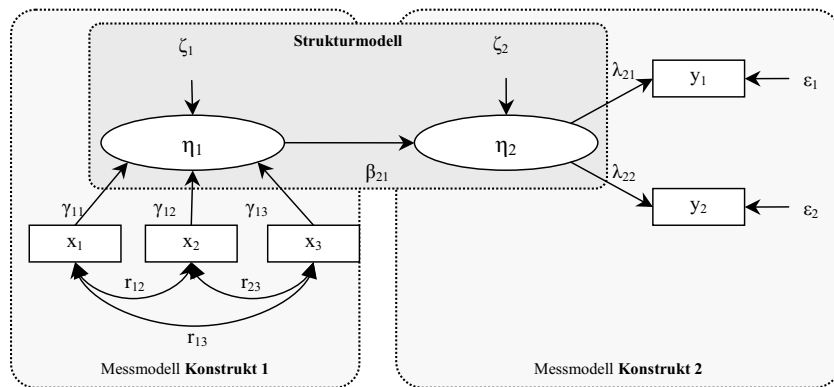 Strukturmodell
ζ1 ζ2
λ21 y1 ε1
η1 η2
β21
λ22
γ11 γ12 γ13
y2 ε2
x1 x2 x3
r12 r23
r13
Messmodell Konstrukt 1 Messmodell Konstrukt 2